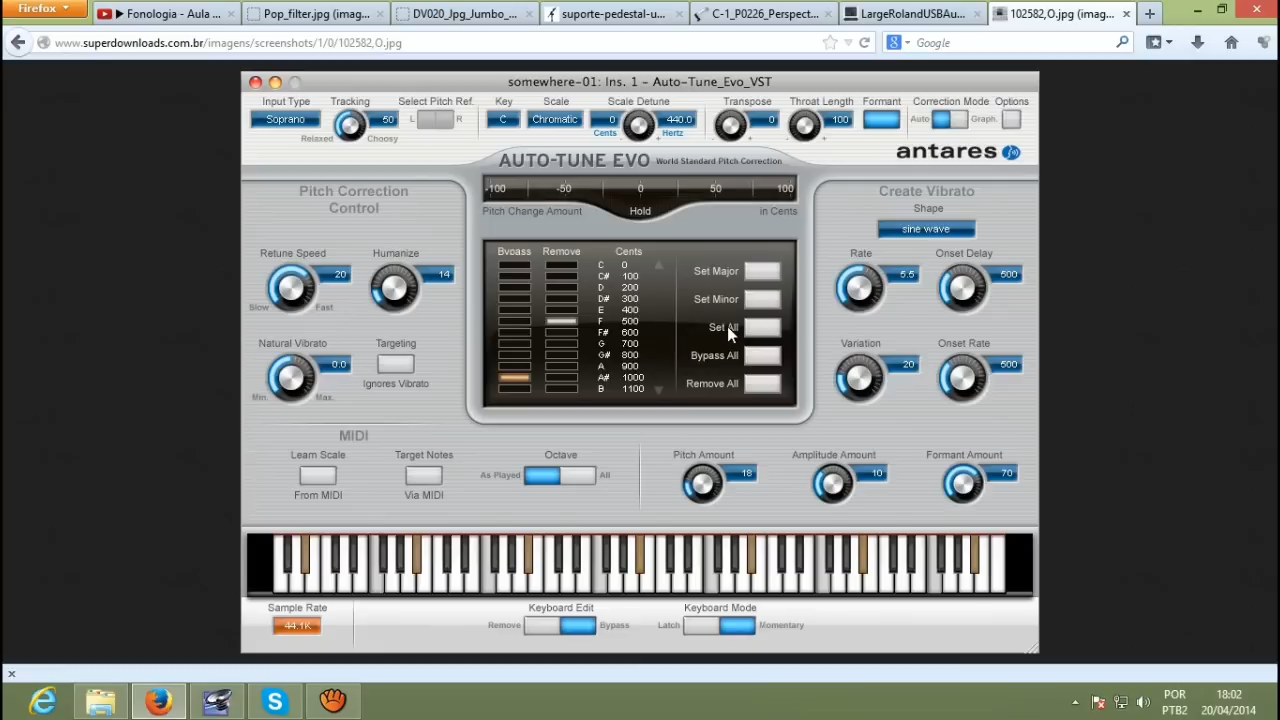 Firefox
Fonologia - Aula ...
Pop_filter.jpg (imag...
DV020_Jpg_Jumbo_...
suporte-pedestal-u...
C-1_P0226_Perspect...
LargeRolandUSBAu...
102582,O.jpg (imag...
www.superdownloads.com.br/imagens/screenshots/1/0/102582,O.jpg
Google
somewhere-01: Ins. 1 - Auto-Tune_Evo_VST
Input Type Tracking Select Pitch Ref. Key Scale Scale Detune Transpose Throat Length Formant Correction Mode Options
Soprano 50 L R C Chromatic 0 440.0 0 100 Auto Graph.
Relaxed Choosy Cents Hertz - + - +
antares
AUTO-TUNE EVO World Standard Pitch Correction
-100 -50 0 50 100
Pitch Change Amount Hold in Cents
Pitch Correction Control
Retune Speed Humanize
20 14
Slow Fast
Natural Vibrato Targeting
0.0
Ignores Vibrato
Min. Max.
Bypass Remove Cents
C 0
C# 100
D 200
D# 300
E 400
F 500
F# 600
G 700
G# 800
A 900
A# 1000
B 1100
Set Major
Set Minor
Set All
Bypass All
Remove All
Create Vibrato
Shape
sine wave
Rate Onset Delay
5.5 500
Variation Onset Rate
20 500
MIDI
Learn Scale Target Notes Octave
As Played All
From MIDI Via MIDI
Pitch Amount Amplitude Amount Formant Amount
18 10 70
Sample Rate Keyboard Edit Keyboard Mode
44.1K Remove Bypass Latch Momentary
POR 18:02
PTB2 20/04/2014